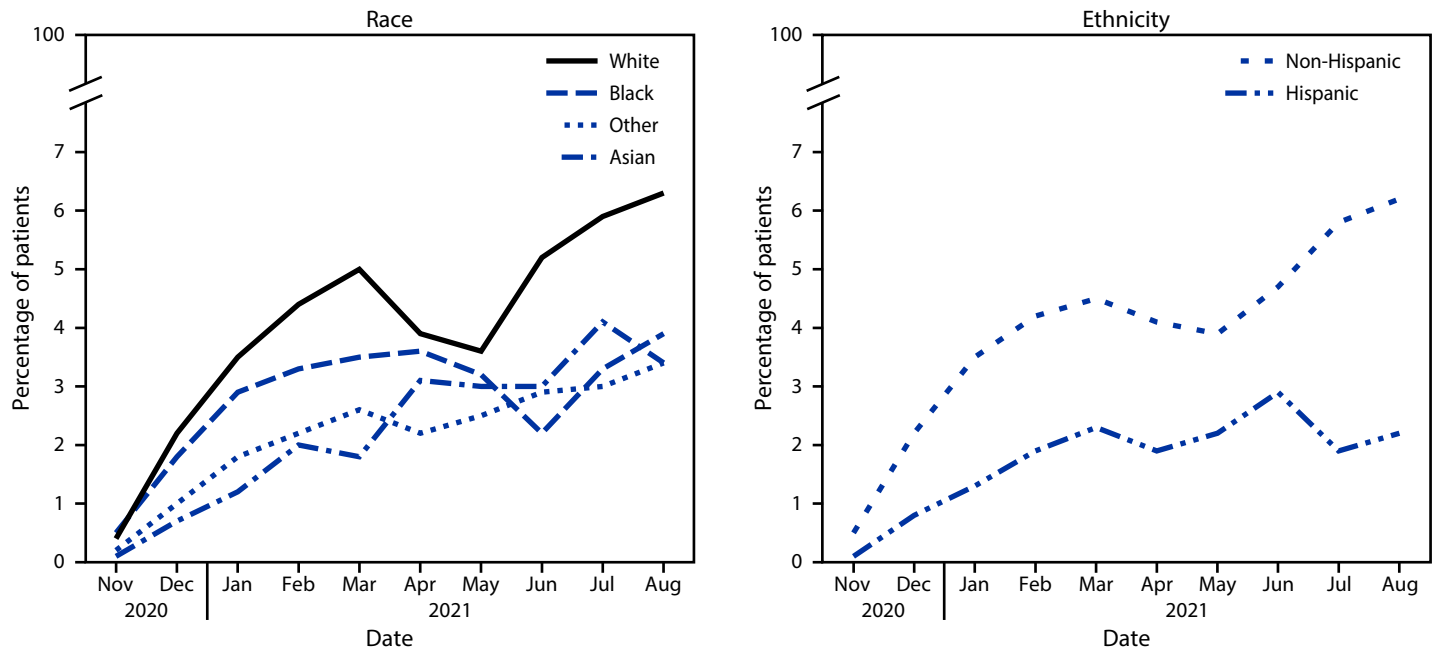 Race
100
7
6
5
4
3
2
1
0
Percentage of patients
White
Black
Other
Asian
Nov Dec Jan Feb Mar Apr May Jun Jul Aug
2020 2021
Date
Ethnicity
100
7
6
5
4
3
2
1
0
Percentage of patients
Non-Hispanic
Hispanic
Nov Dec Jan Feb Mar Apr May Jun Jul Aug
2020 2021
Date